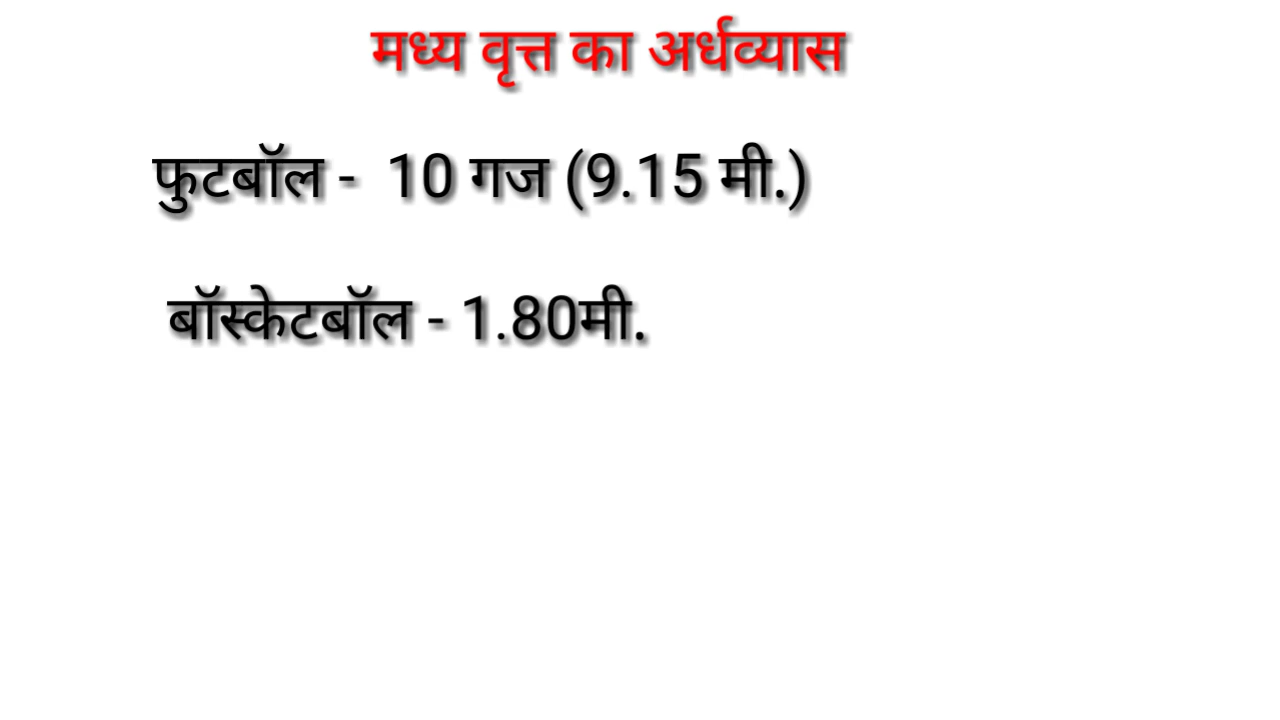 मध्य वृत्त का अर्धव्यास
फुटबॉल - 10 गज (9.15 मी.)
बॉस्केटबॉल - 1.80मी.